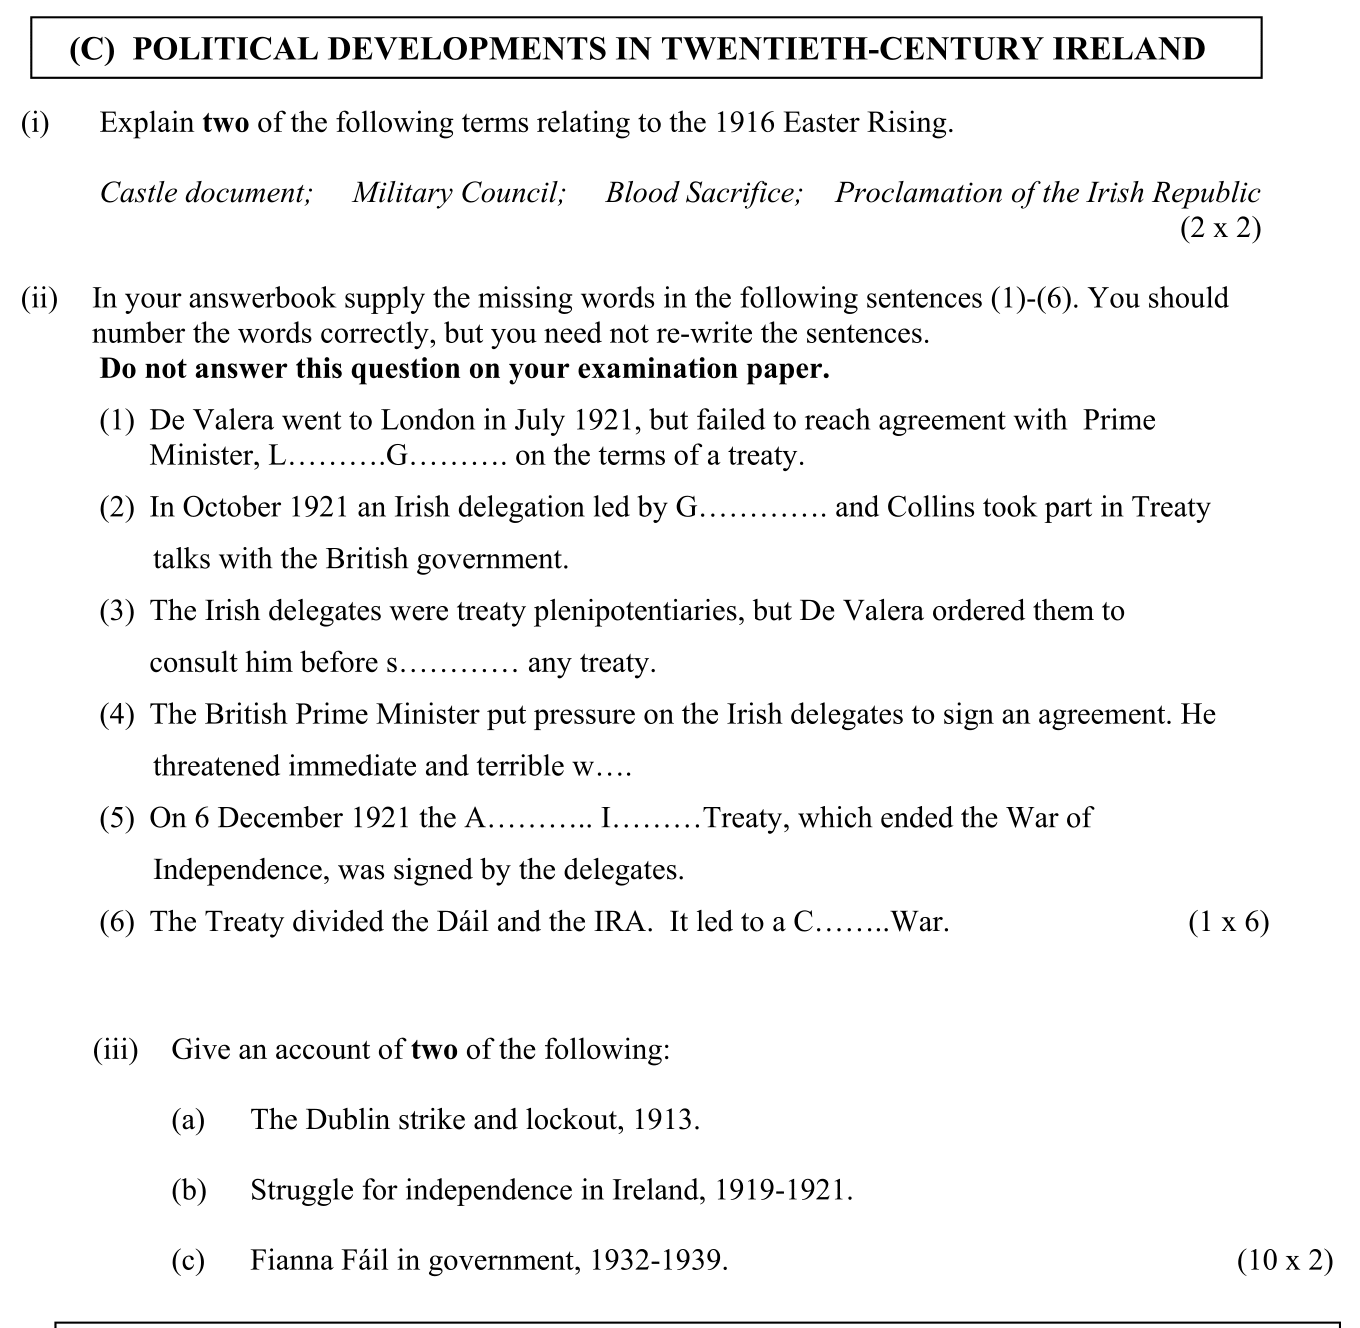 (C) POLITICAL DEVELOPMENTS IN TWENTIETH-CENTURY IRELAND
(i) Explain two of the following terms relating to the 1916 Easter Rising.
Castle document; Military Council; Blood Sacrifice; Proclamation of the Irish Republic
(2 x 2)
(ii) In your answerbook supply the missing words in the following sentences (1)-(6). You should
number the words correctly, but you need not re-write the sentences.
Do not answer this question on your examination paper.
(1) De Valera went to London in July 1921, but failed to reach agreement with Prime
Minister, L……….G………. on the terms of a treaty.
(2) In October 1921 an Irish delegation led by G…………. and Collins took part in Treaty
talks with the British government.
(3) The Irish delegates were treaty plenipotentiaries, but De Valera ordered them to
consult him before s………… any treaty.
(4) The British Prime Minister put pressure on the Irish delegates to sign an agreement. He
threatened immediate and terrible w….
(5) On 6 December 1921 the A……….. I………Treaty, which ended the War of
Independence, was signed by the delegates.
(6) The Treaty divided the Dáil and the IRA. It led to a C……..War. (1 x 6)
(iii) Give an account of two of the following:
(a) The Dublin strike and lockout, 1913.
(b) Struggle for independence in Ireland, 1919-1921.
(c) Fianna Fáil in government, 1932-1939. (10 x 2)